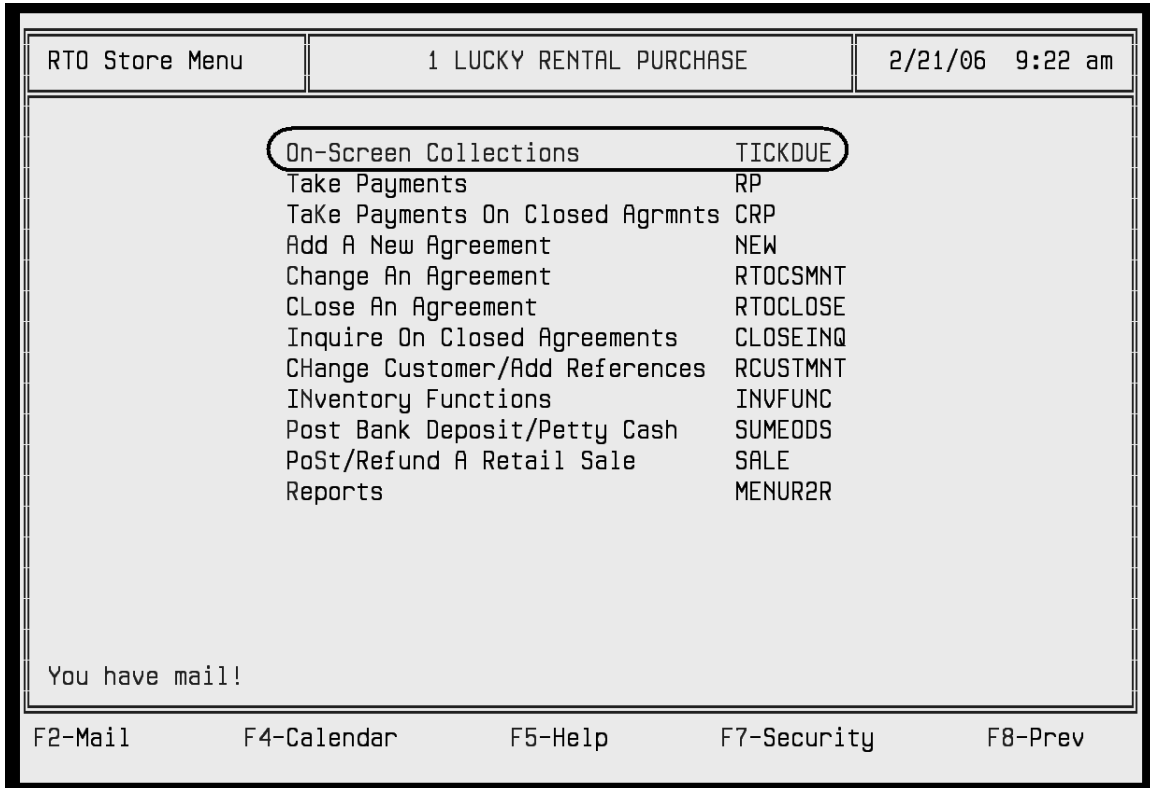 RTO Store Menu 1 LUCKY RENTAL PURCHASE 2/21/06 9:22 am
On-Screen Collections TICKDUE
Take Payments RP
TaKe Payments On Closed Agrmnts CRP
Add A New Agreement NEW
Change An Agreement RTOCSMNT
CLose An Agreement RTOCLOSE
Inquire On Closed Agreements CLOSEINQ
CHange Customer/Add References RCUSTMNT
INventory Functions INVFUNC
Post Bank Deposit/Petty Cash SUMEODS
PoSt/Refund A Retail Sale SALE
Reports MENUR2R
You have mail!
F2-Mail F4-Calendar F5-Help F7-Security F8-Prev